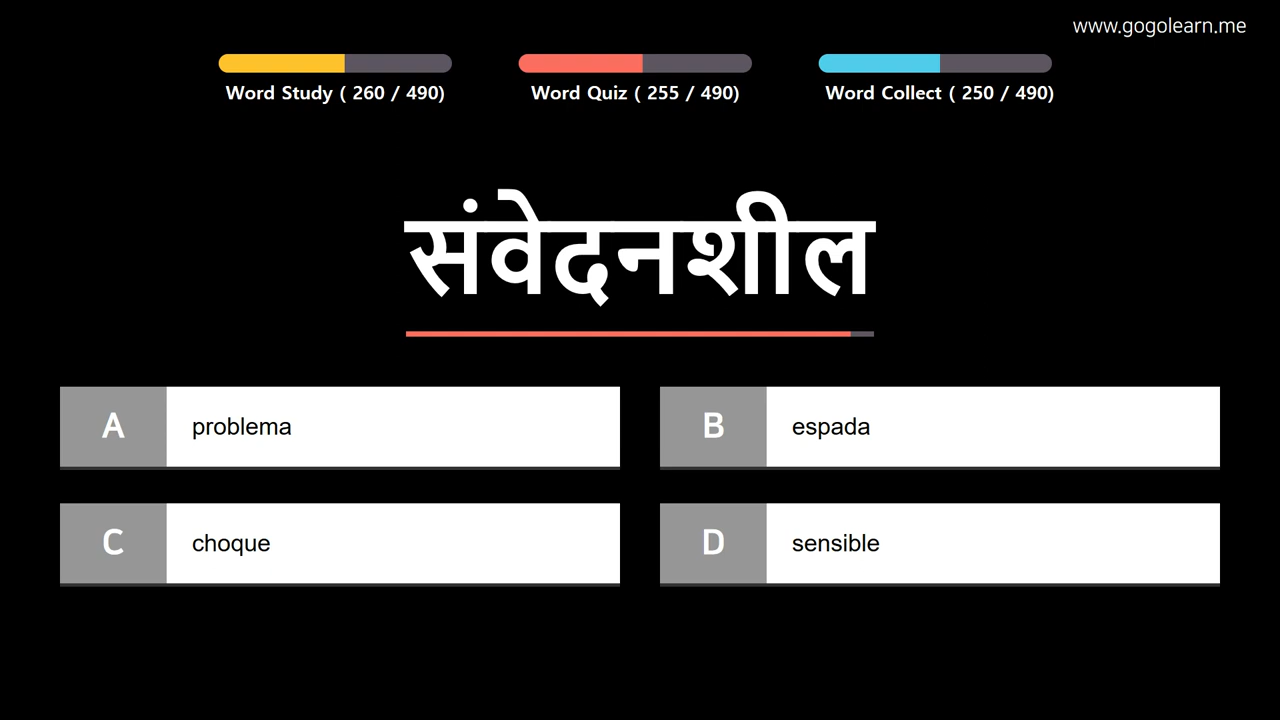 www.gogolearn.me
Word Study ( 260 / 490)
Word Quiz ( 255 / 490)
Word Collect ( 250 / 490)
संवेदनशील
A problema
B espada
C choque
D sensible